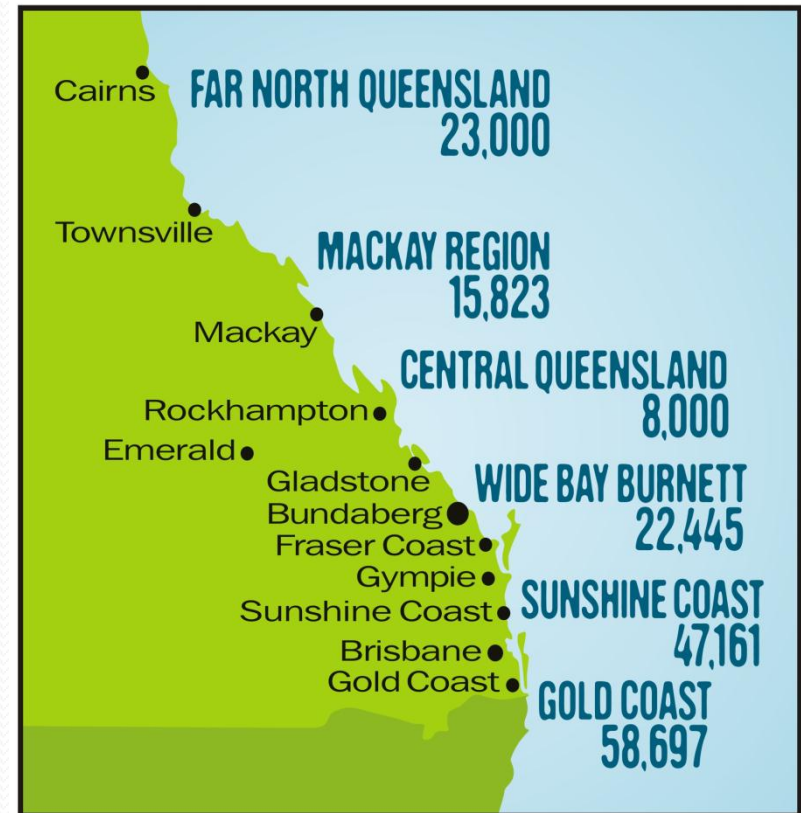 Cairns
FAR NORTH QUEENSLAND
23,000
Townsville
MACKAY REGION
15,823
Mackay
CENTRAL QUEENSLAND
8,000
Rockhampton
Emerald
Gladstone
WIDE BAY BURNETT
22,445
Bundaberg
Fraser Coast
Gympie
Sunshine Coast
SUNSHINE COAST
47,161
Brisbane
Gold Coast
GOLD COAST
58,697